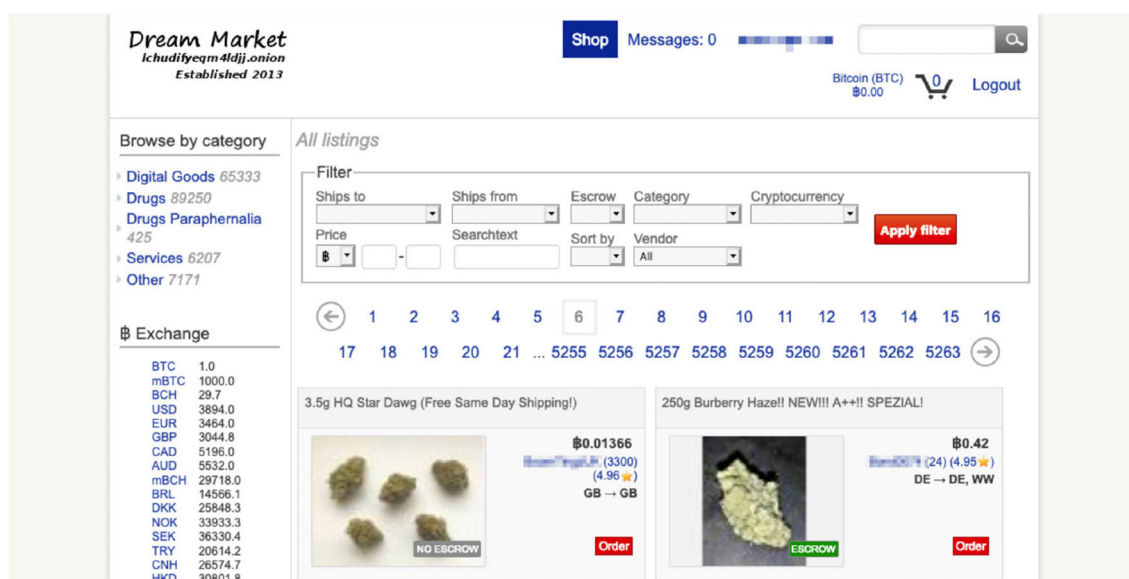 Dream Market
lchudifyeqm4ldjj.onion
Established 2013
Shop Messages: 0
Bitcoin (BTC)
฿0.00
0
Logout
Browse by category
Digital Goods 65333
Drugs 89250
Drugs Paraphernalia
425
Services 6207
Other 7171
฿ Exchange
BTC 1.0
mBTC 1000.0
BCH 29.7
USD 3894.0
EUR 3464.0
GBP 3044.8
CAD 5196.0
AUD 5532.0
mBCH 29718.0
BRL 14566.1
DKK 25848.3
NOK 33933.3
SEK 36330.4
TRY 20614.2
CNH 26574.7
HKD 30801.8
All listings
Filter
Ships to Ships from Escrow Category Cryptocurrency
Price Searchtext Sort by Vendor
฿ - All
Apply filter
1 2 3 4 5 6 7 8 9 10 11 12 13 14 15 16
17 18 19 20 21 ... 5255 5256 5257 5258 5259 5260 5261 5262 5263
3.5g HQ Star Dawg (Free Same Day Shipping!)
฿0.01366
(3300)
(4.96)
GB → GB
NO ESCROW
Order
250g Burberry Haze!! NEW!!! A++!! SPEZIAL!
฿0.42
(24) (4.95)
DE → DE, WW
ESCROW
Order